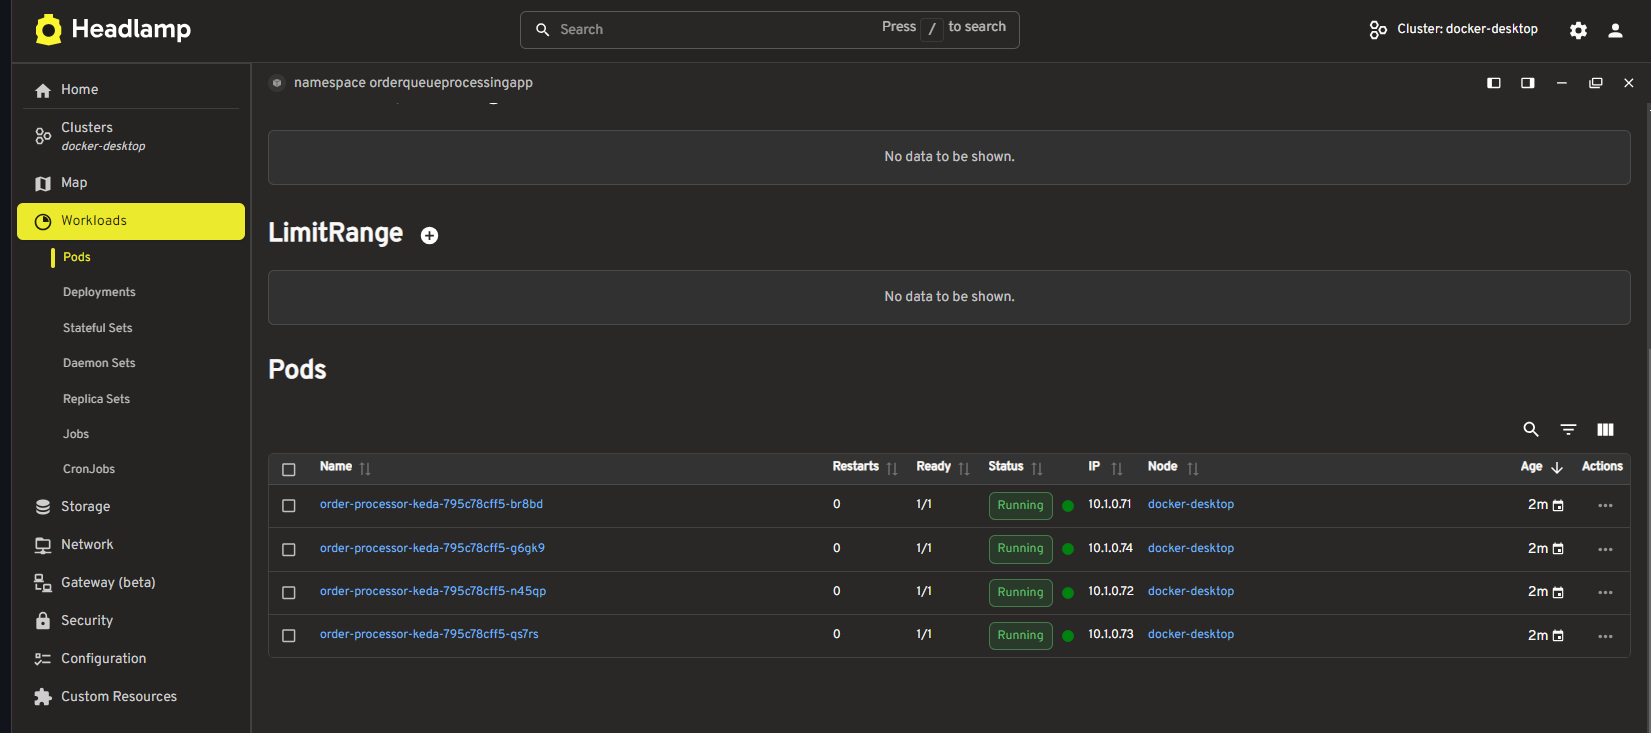 Headlamp
Search
Press / to search
Cluster: docker-desktop
Home
Clusters
docker-desktop
Map
Workloads
Pods
Deployments
Stateful Sets
Daemon Sets
Replica Sets
Jobs
CronJobs
Storage
Network
Gateway (beta)
Security
Configuration
Custom Resources
namespace orderqueueprocessingapp
No data to be shown.
LimitRange
No data to be shown.
Pods
Name Restarts Ready Status IP Node Age Actions
order-processor-keda-795c78cff5-br8bd 0 1/1 Running 10.1.0.71 docker-desktop 2m
order-processor-keda-795c78cff5-g6gk9 0 1/1 Running 10.1.0.74 docker-desktop 2m
order-processor-keda-795c78cff5-n45qp 0 1/1 Running 10.1.0.72 docker-desktop 2m
order-processor-keda-795c78cff5-qs7rs 0 1/1 Running 10.1.0.73 docker-desktop 2m